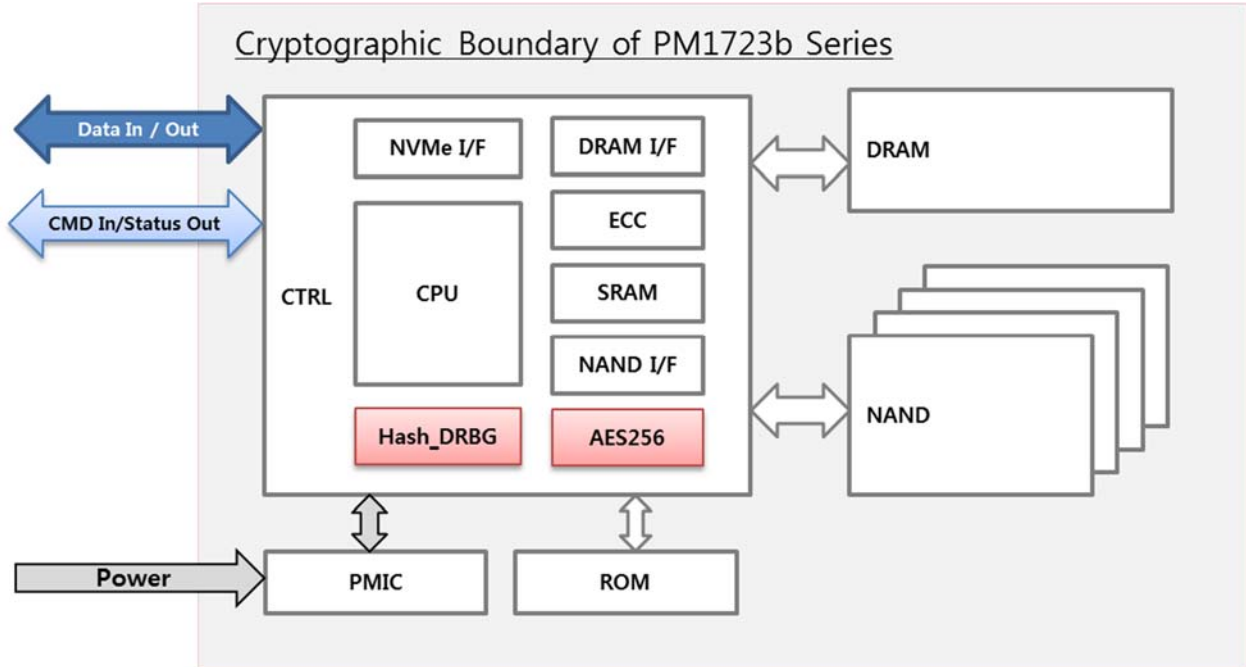 Cryptographic Boundary of PM1723b Series
Data In / Out
CMD In/Status Out
CTRL
NVMe I/F
CPU
Hash_DRBG
DRAM I/F
ECC
SRAM
NAND I/F
AES256
DRAM
NAND
Power
PMIC
ROM